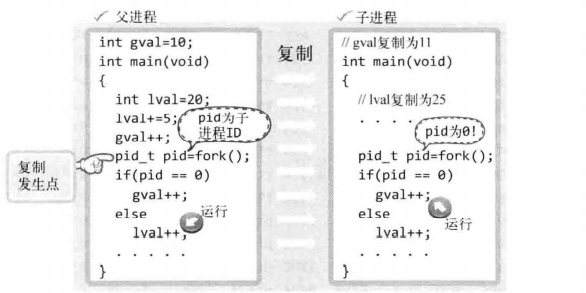 父进程
int gval=10;
int main(void)
{
int lval=20;
lval+=5;
gval++;
pid为子
进程ID
pid_t pid=fork();
if(pid == 0)
gval++;
else
lval++;
运行
. . . . .
}
复制
发生点
复制
子进程
// gval复制为11
int main(void)
{
// lval复制为25
. . . .
pid为0!
pid_t pid=fork();
if(pid == 0)
gval++;
else
lval++;
运行
. . . . .
}